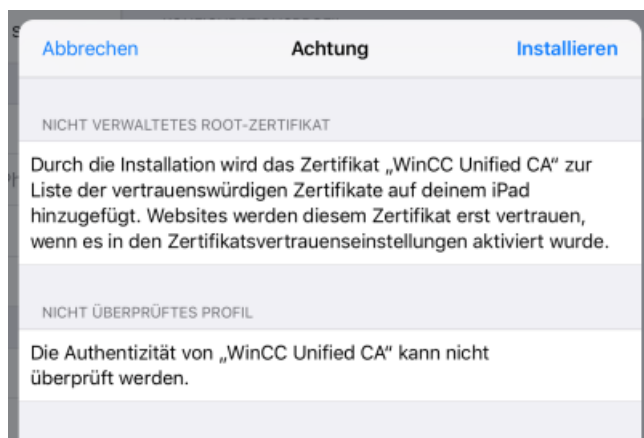 Abbrechen Achtung Installieren
NICHT VERWALTETES ROOT-ZERTIFIKAT
Durch die Installation wird das Zertifikat „WinCC Unified CA“ zur
Liste der vertrauenswürdigen Zertifikate auf deinem iPad
hinzugefügt. Websites werden diesem Zertifikat erst vertrauen,
wenn es in den Zertifikatsvertrauenseinstellungen aktiviert wurde.
NICHT ÜBERPRÜFTES PROFIL
Die Authentizität von „WinCC Unified CA“ kann nicht
überprüft werden.